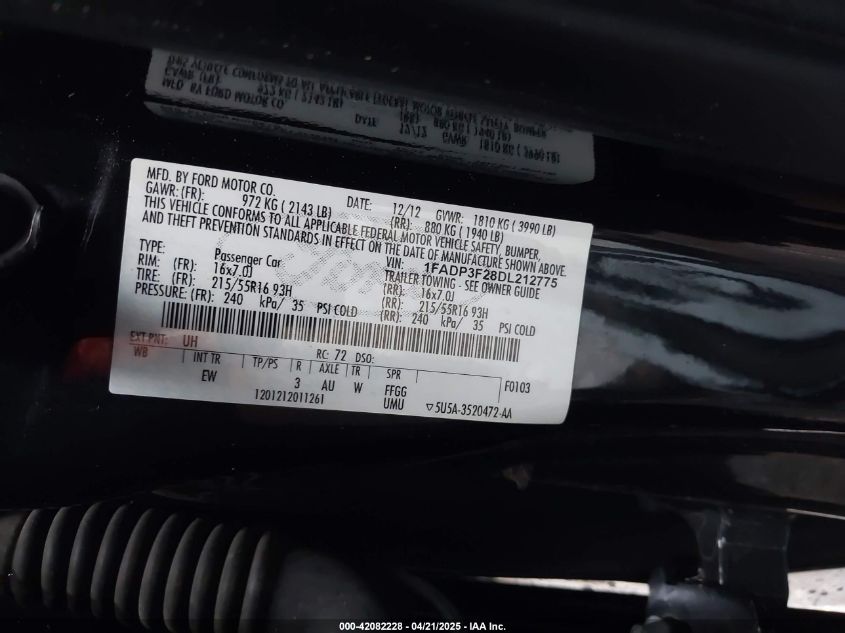 MFD. BY FORD MOTOR CO.
DATE: 12/12 GVWR: 1810 KG ( 3990 LB)
GAWR: (FR): 972 KG ( 2143 LB) (RR): 880 KG ( 1940 LB)
THIS VEHICLE CONFORMS TO ALL APPLICABLE FEDERAL MOTOR VEHICLE SAFETY, BUMPER,
AND THEFT PREVENTION STANDARDS IN EFFECT ON THE DATE OF MANUFACTURE SHOWN ABOVE.
VIN: 1FADP3F28DL212775
TYPE: Passenger Car TRAILER TOWING - SEE OWNER GUIDE
RIM: (FR): 16x7.0J (RR): 16x7.0J
TIRE: (FR): 215/55R16 93H (RR): 215/55R16 93H
PRESSURE: (FR): 240 kPa/ 35 PSI COLD (RR): 240 kPa/ 35 PSI COLD
EXT PNT: UH RC: 72 DSO:
WB INT TR TP/PS R AXLE TR SPR F0103
EW 3 AU W FFGG
1201212011261 UMU ▽5U5A-3520472-AA
000-42082228 - 04/21/2025 - IAA Inc.